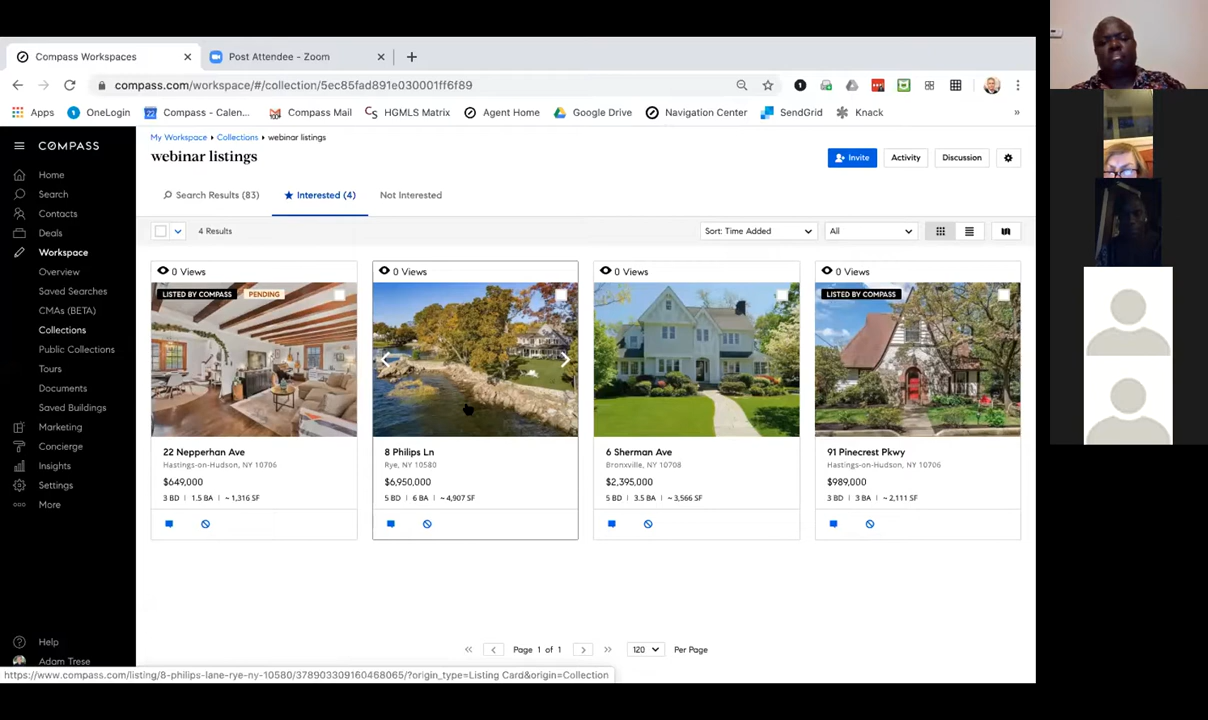 Compass Workspaces
Post Attendee - Zoom
compass.com/workspace/#/collection/5ec85fad891e030001ff6f89
Apps
OneLogin
Compass - Calen...
Compass Mail
HGMLS Matrix
Agent Home
Google Drive
Navigation Center
SendGrid
Knack
»
COMPASS
Home
Search
Contacts
Deals
Workspace
Overview
Saved Searches
CMAs (BETA)
Collections
Public Collections
Tours
Documents
Saved Buildings
Marketing
Concierge
Insights
Settings
More
Help
Adam Trese
My Workspace
Collections
webinar listings
webinar listings
Invite
Activity
Discussion
Search Results (83)
Interested (4)
Not Interested
4 Results
Sort: Time Added
All
0 Views
LISTED BY COMPASS
PENDING
22 Nepperhan Ave
Hastings-on-Hudson, NY 10706
$649,000
3 BD | 1.5 BA | ~ 1,316 SF
0 Views
8 Philips Ln
Rye, NY 10580
$6,950,000
5 BD | 6 BA | ~ 4,907 SF
0 Views
6 Sherman Ave
Bronxville, NY 10708
$2,395,000
5 BD | 3.5 BA | ~ 3,566 SF
0 Views
LISTED BY COMPASS
91 Pinecrest Pkwy
Hastings-on-Hudson, NY 10706
$989,000
3 BD | 3 BA | ~ 2,111 SF
Page 1 of 1
120
Per Page
https://www.compass.com/listing/8-philips-lane-rye-ny-10580/378903309160468065/?origin_type=Listing Card&origin=Collection